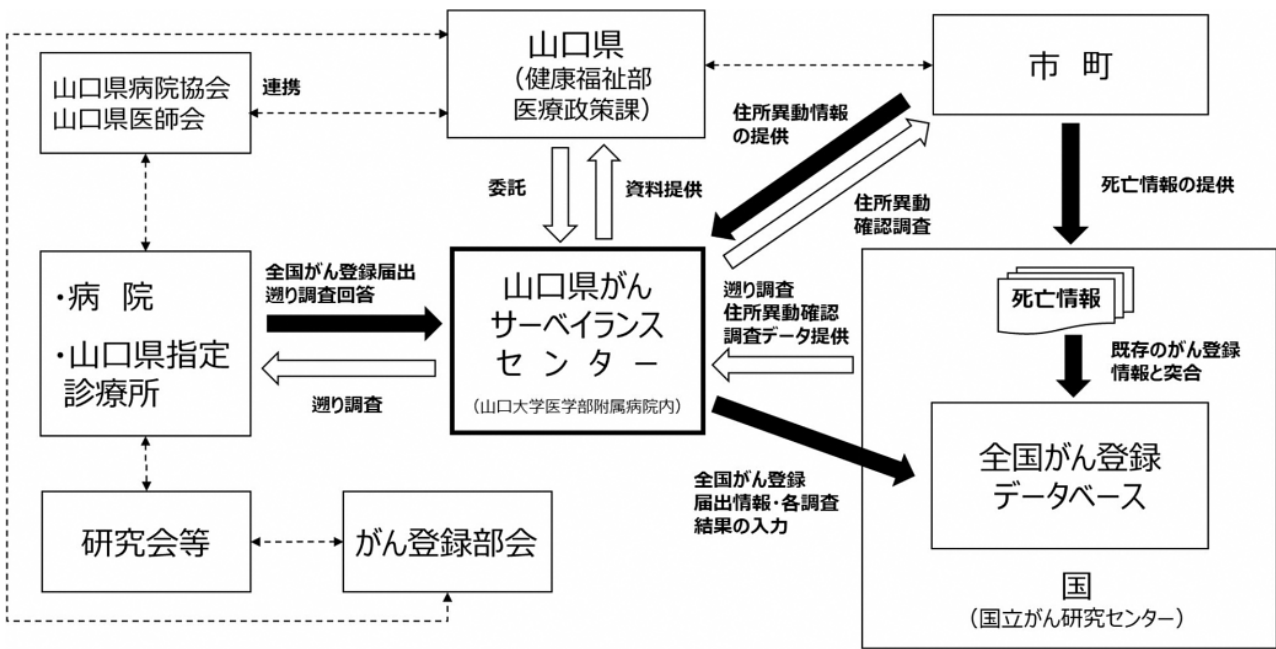 山口県
(健康福祉部
医療政策課)
市 町
山口県病院協会
山口県医師会
連携
住所異動情報
の提供
委託
資料提供
住所異動
確認調査
死亡情報の提供
・病 院
・山口県指定
診療所
全国がん登録届出
遡り調査回答
遡り調査
山口県がん
サーベイランス
センター
(山口大学医学部附属病院内)
遡り調査
住所異動確認
調査データ提供
死亡情報
既存のがん登録
情報と突合
全国がん登録
データベース
全国がん登録
届出情報・各調査
結果の入力
研究会等
がん登録部会
国
(国立がん研究センター)